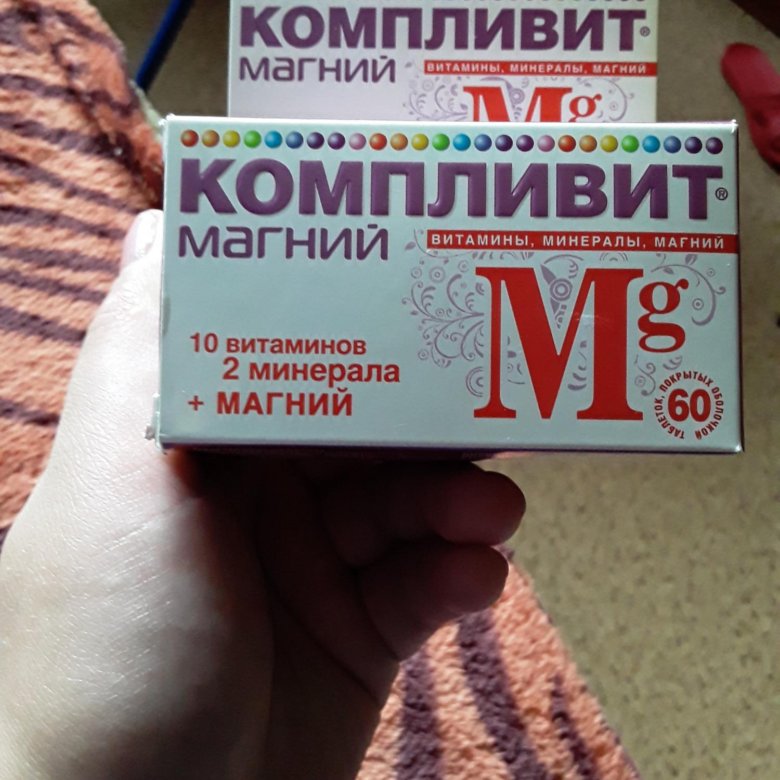 КОМПЛИВИТ®
магний
ВИТАМИНЫ, МИНЕРАЛЫ, МАГНИЙ
Mg
КОМПЛИВИТ®
магний
ВИТАМИНЫ, МИНЕРАЛЫ, МАГНИЙ
Mg
10 витаминов
2 минерала
+ МАГНИЙ
60
ТАБЛЕТОК, ПОКРЫТЫХ ОБОЛОЧКОЙ